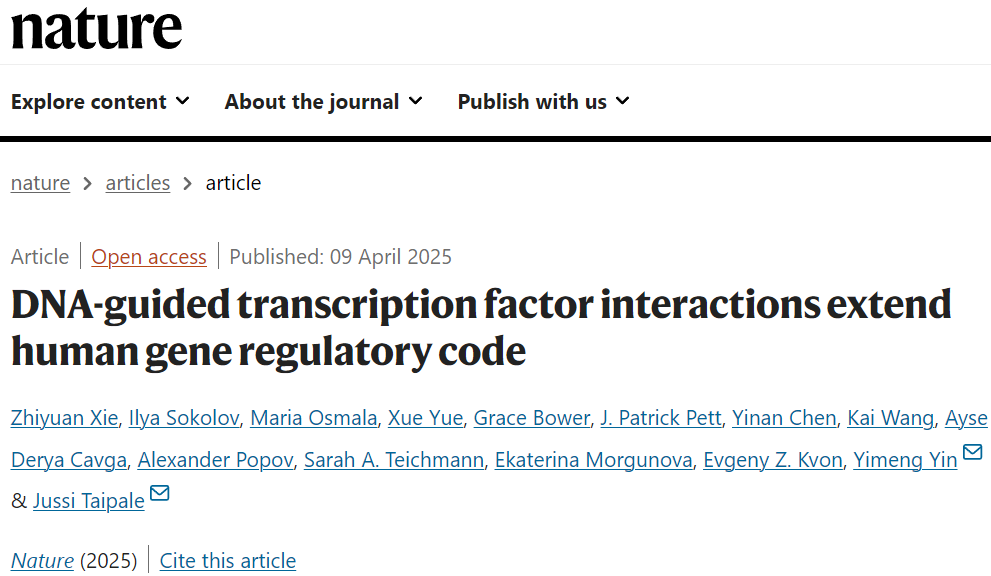 nature
Explore content About the journal Publish with us
nature > articles > article
Article | Open access | Published: 09 April 2025
DNA-guided transcription factor interactions extend
human gene regulatory code
Zhiyuan Xie, Ilya Sokolov, Maria Osmala, Xue Yue, Grace Bower, J. Patrick Pett, Yinan Chen, Kai Wang, Ayse
Derya Cavga, Alexander Popov, Sarah A. Teichmann, Ekaterina Morgunova, Evgeny Z. Kvon, Yimeng Yin
& Jussi Taipale
Nature (2025) | Cite this article